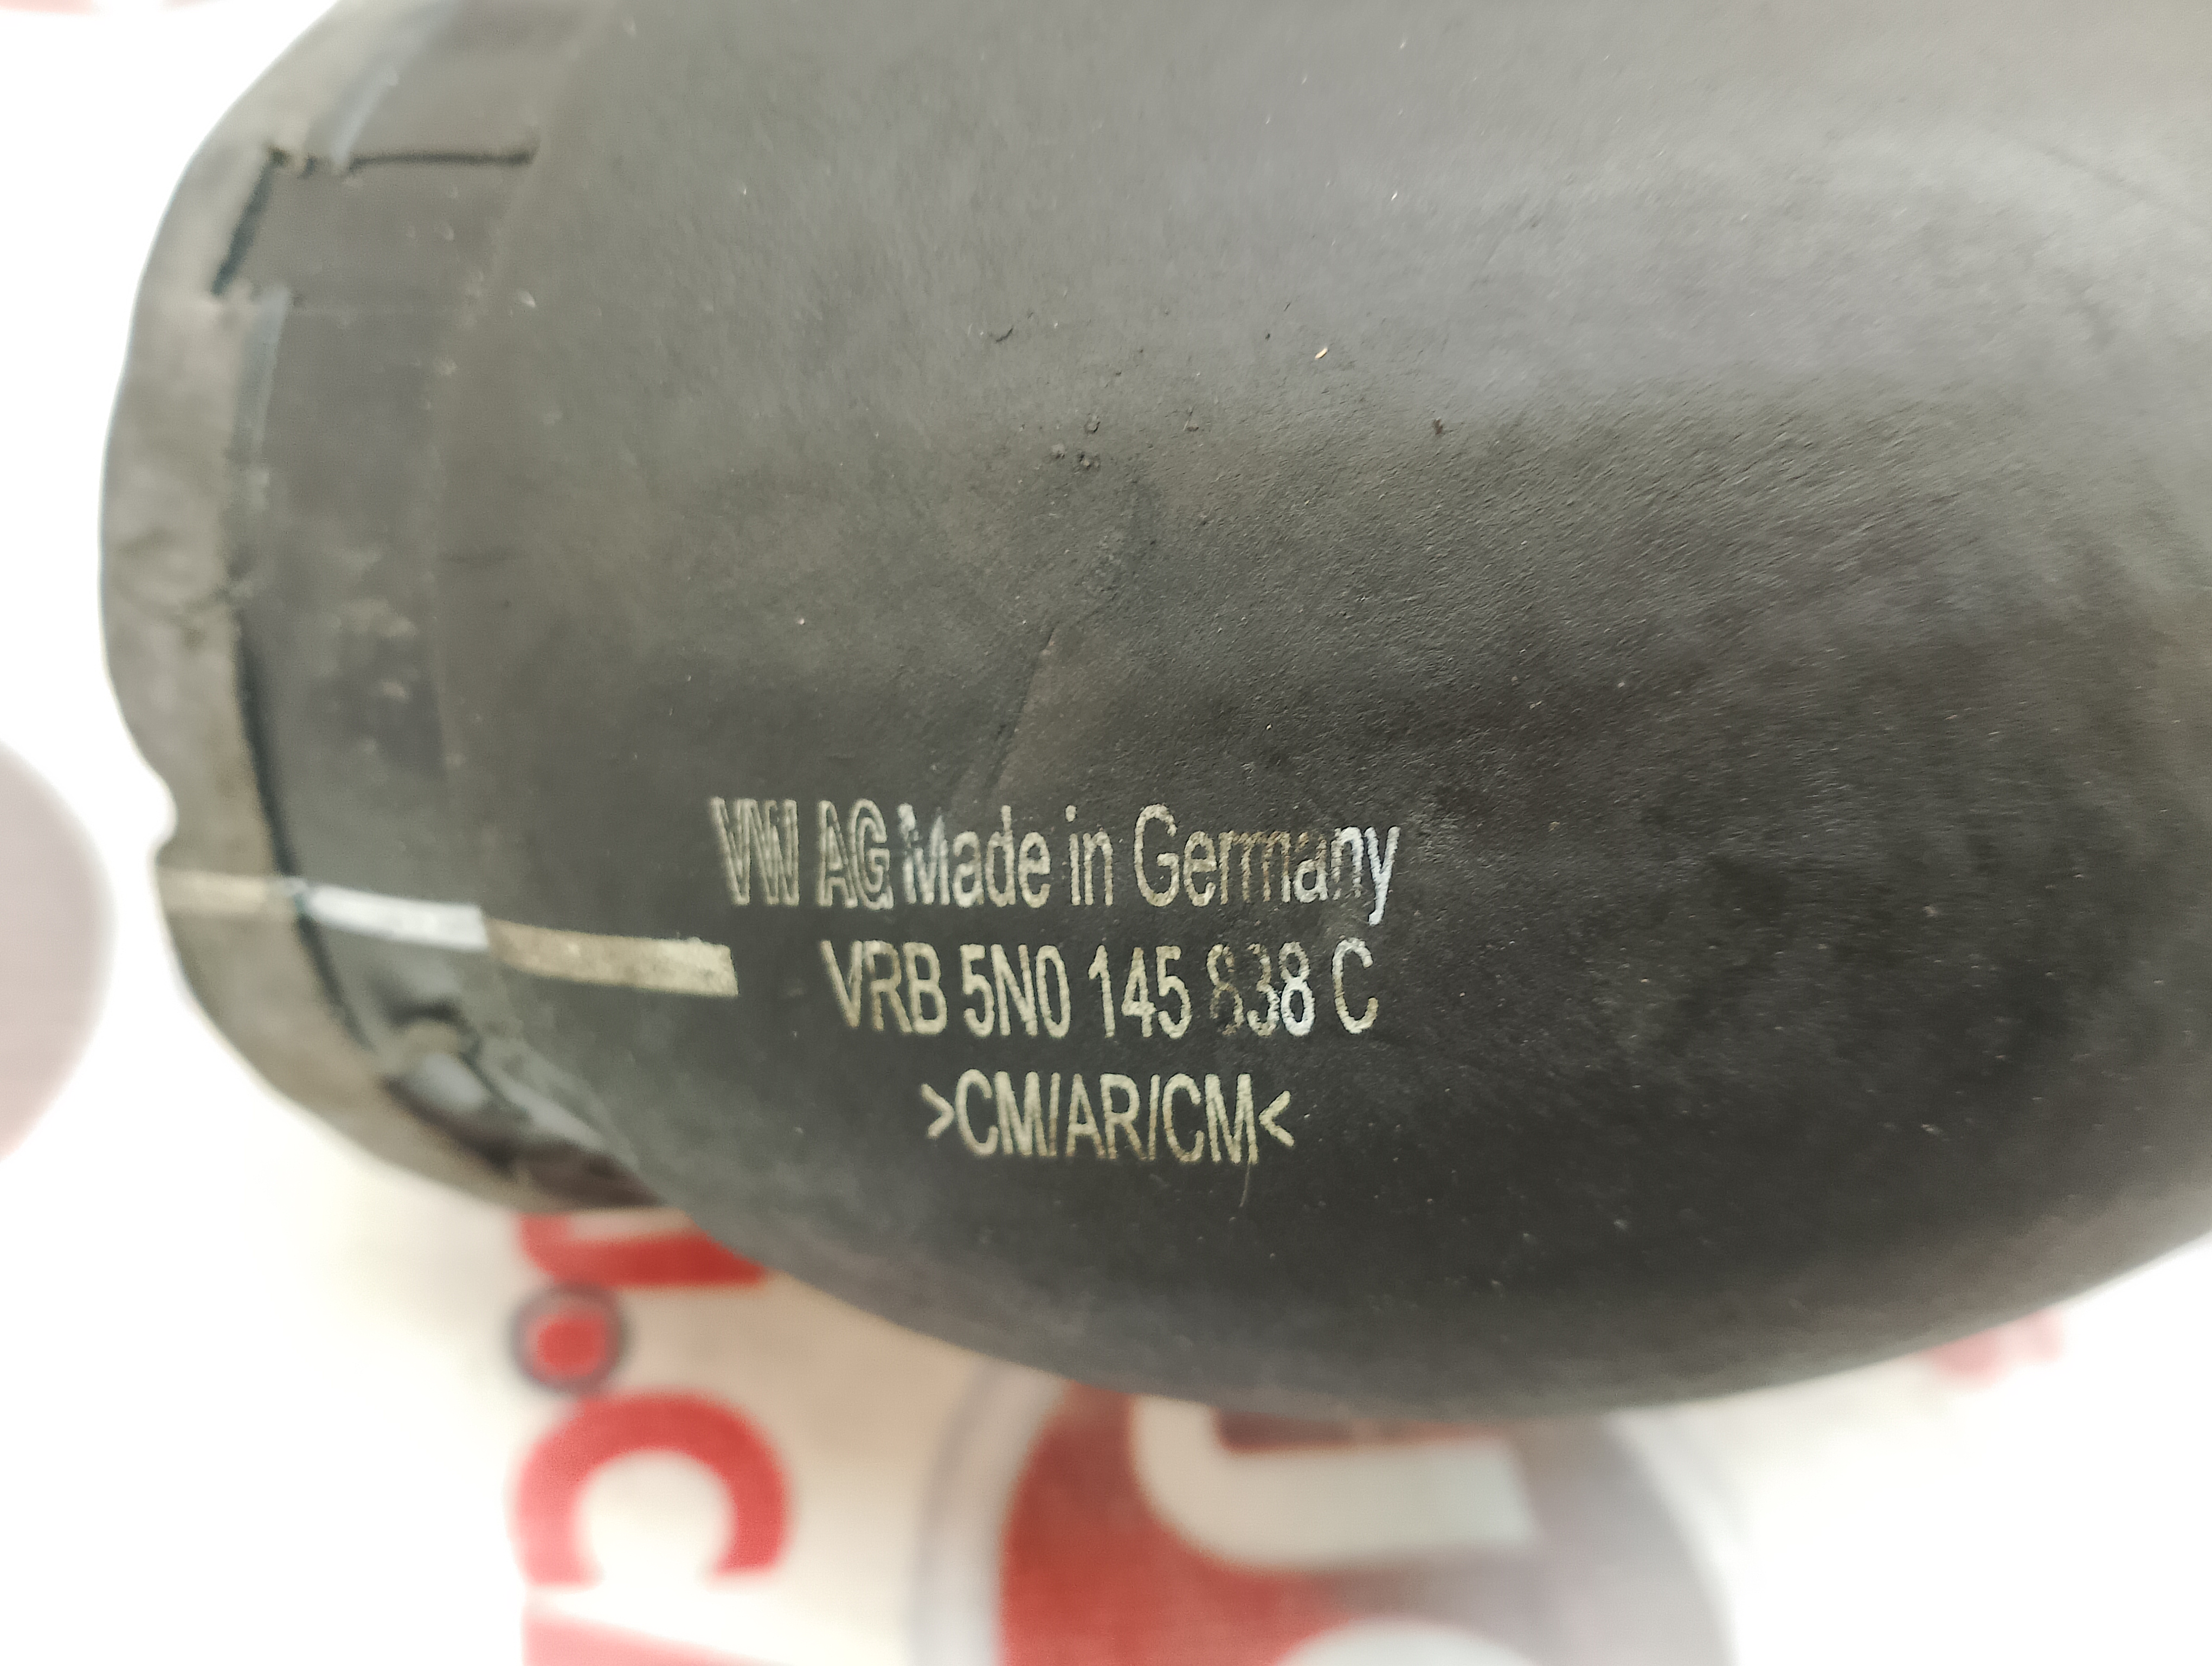 VW AG Made in Germany
VRB 5N0 145 838 C
>CM/AR/CM<